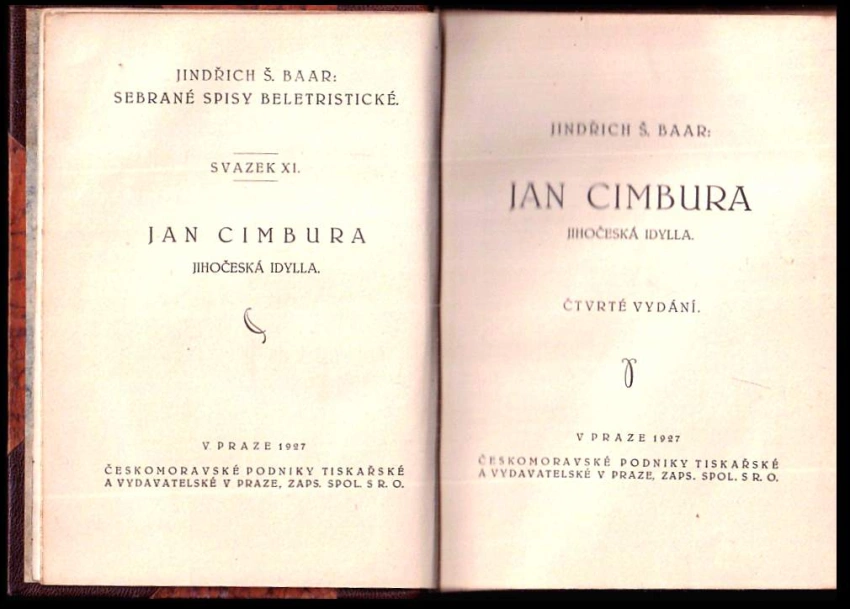 JINDŘICH Š. BAAR:
SEBRANÉ SPISY BELETRISTICKÉ.
SVAZEK XI.
JAN CIMBURA
JIHOČESKÁ IDYLLA.
V PRAZE 1927
ČESKOMORAVSKÉ PODNIKY TISKAŘSKÉ
A VYDAVATELSKÉ V PRAZE, ZAPS. SPOL. S R. O.
JINDŘICH Š. BAAR:
JAN CIMBURA
JIHOČESKÁ IDYLLA.
ČTVRTÉ VYDÁNÍ.
V PRAZE 1927
ČESKOMORAVSKÉ PODNIKY TISKAŘSKÉ
A VYDAVATELSKÉ V PRAZE, ZAPS. SPOL. S R. O.